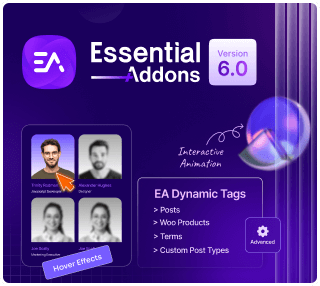 EA
Essential
Addons
Version
6.0
Interactive
Animation
EA Dynamic Tags
> Posts
> Woo Products
> Terms
> Custom Post Types
Advanced
Hover Effects